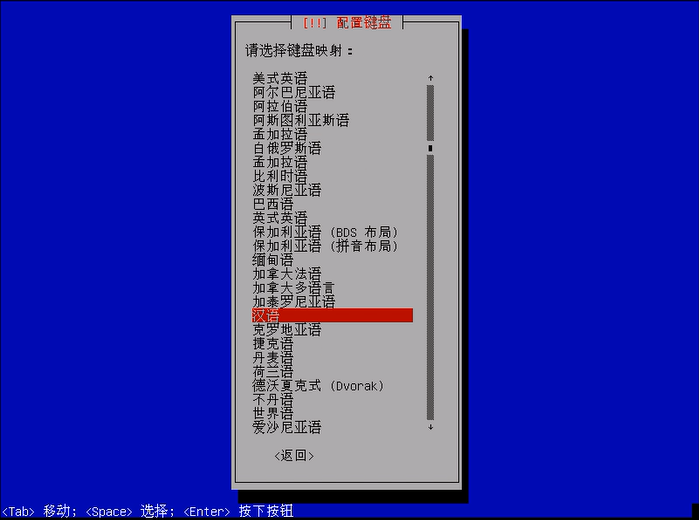 [!!] 配置键盘
请选择键盘映射：
美式英语
阿尔巴尼亚语
阿拉伯语
阿斯图利亚斯语
孟加拉语
白俄罗斯语
孟加拉语
比利时语
波斯尼亚语
巴西语
英式英语
保加利亚语 (BDS 布局)
保加利亚语 (拼音布局)
缅甸语
加拿大法语
加拿大多语言
加泰罗尼亚语
汉语
克罗地亚语
捷克语
丹麦语
荷兰语
德沃夏克式 (Dvorak)
不丹语
世界语
爱沙尼亚语
<返回>
<Tab> 移动; <Space> 选择; <Enter> 按下按钮